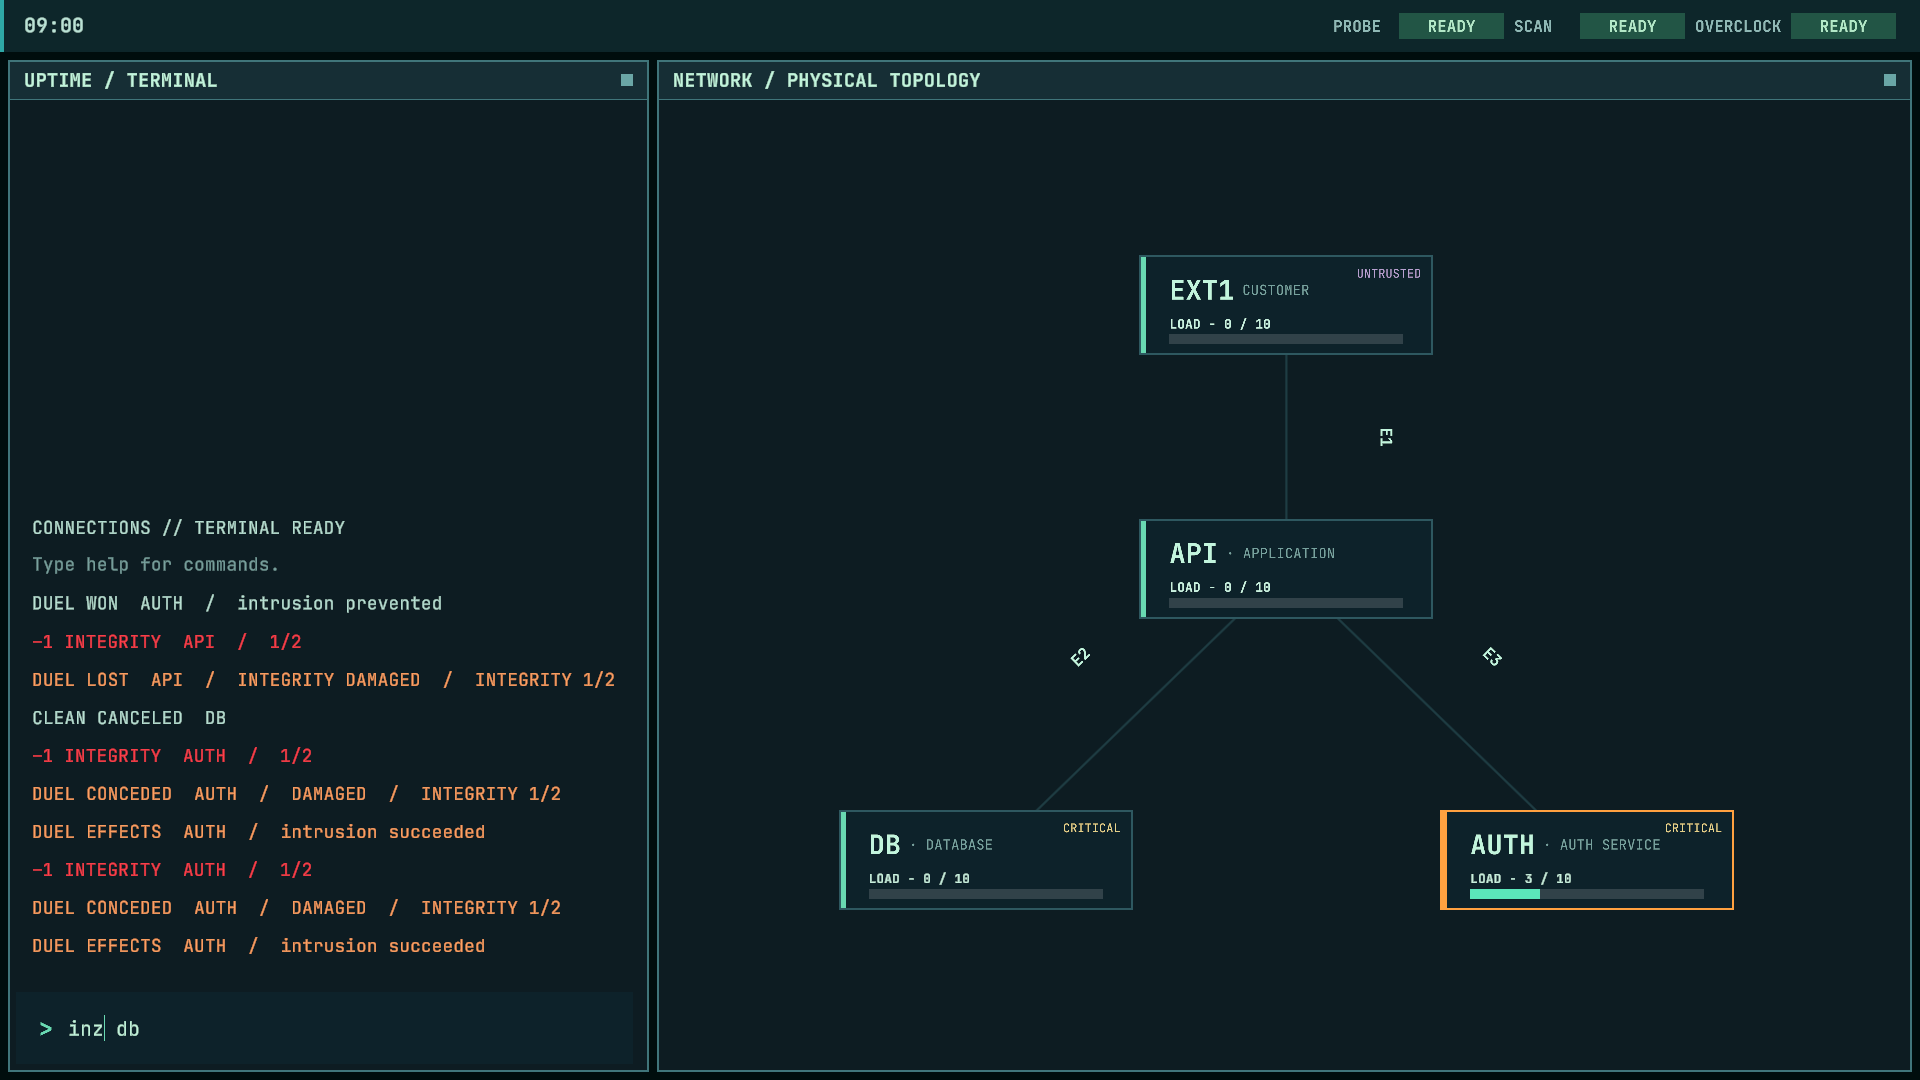 09:00
PROBE READY SCAN READY OVERCLOCK READY
UPTIME / TERMINAL
CONNECTIONS // TERMINAL READY
Type help for commands.
DUEL WON AUTH / intrusion prevented
−1 INTEGRITY API / 1/2
DUEL LOST API / INTEGRITY DAMAGED / INTEGRITY 1/2
CLEAN CANCELED DB
−1 INTEGRITY AUTH / 1/2
DUEL CONCEDED AUTH / DAMAGED / INTEGRITY 1/2
DUEL EFFECTS AUTH / intrusion succeeded
−1 INTEGRITY AUTH / 1/2
DUEL CONCEDED AUTH / DAMAGED / INTEGRITY 1/2
DUEL EFFECTS AUTH / intrusion succeeded
> inz db
NETWORK / PHYSICAL TOPOLOGY
UNTRUSTED
EXT1 CUSTOMER
LOAD - 0 / 10
E1
API · APPLICATION
LOAD - 0 / 10
E2
E3
CRITICAL
DB · DATABASE
LOAD - 0 / 10
CRITICAL
AUTH · AUTH SERVICE
LOAD - 3 / 10